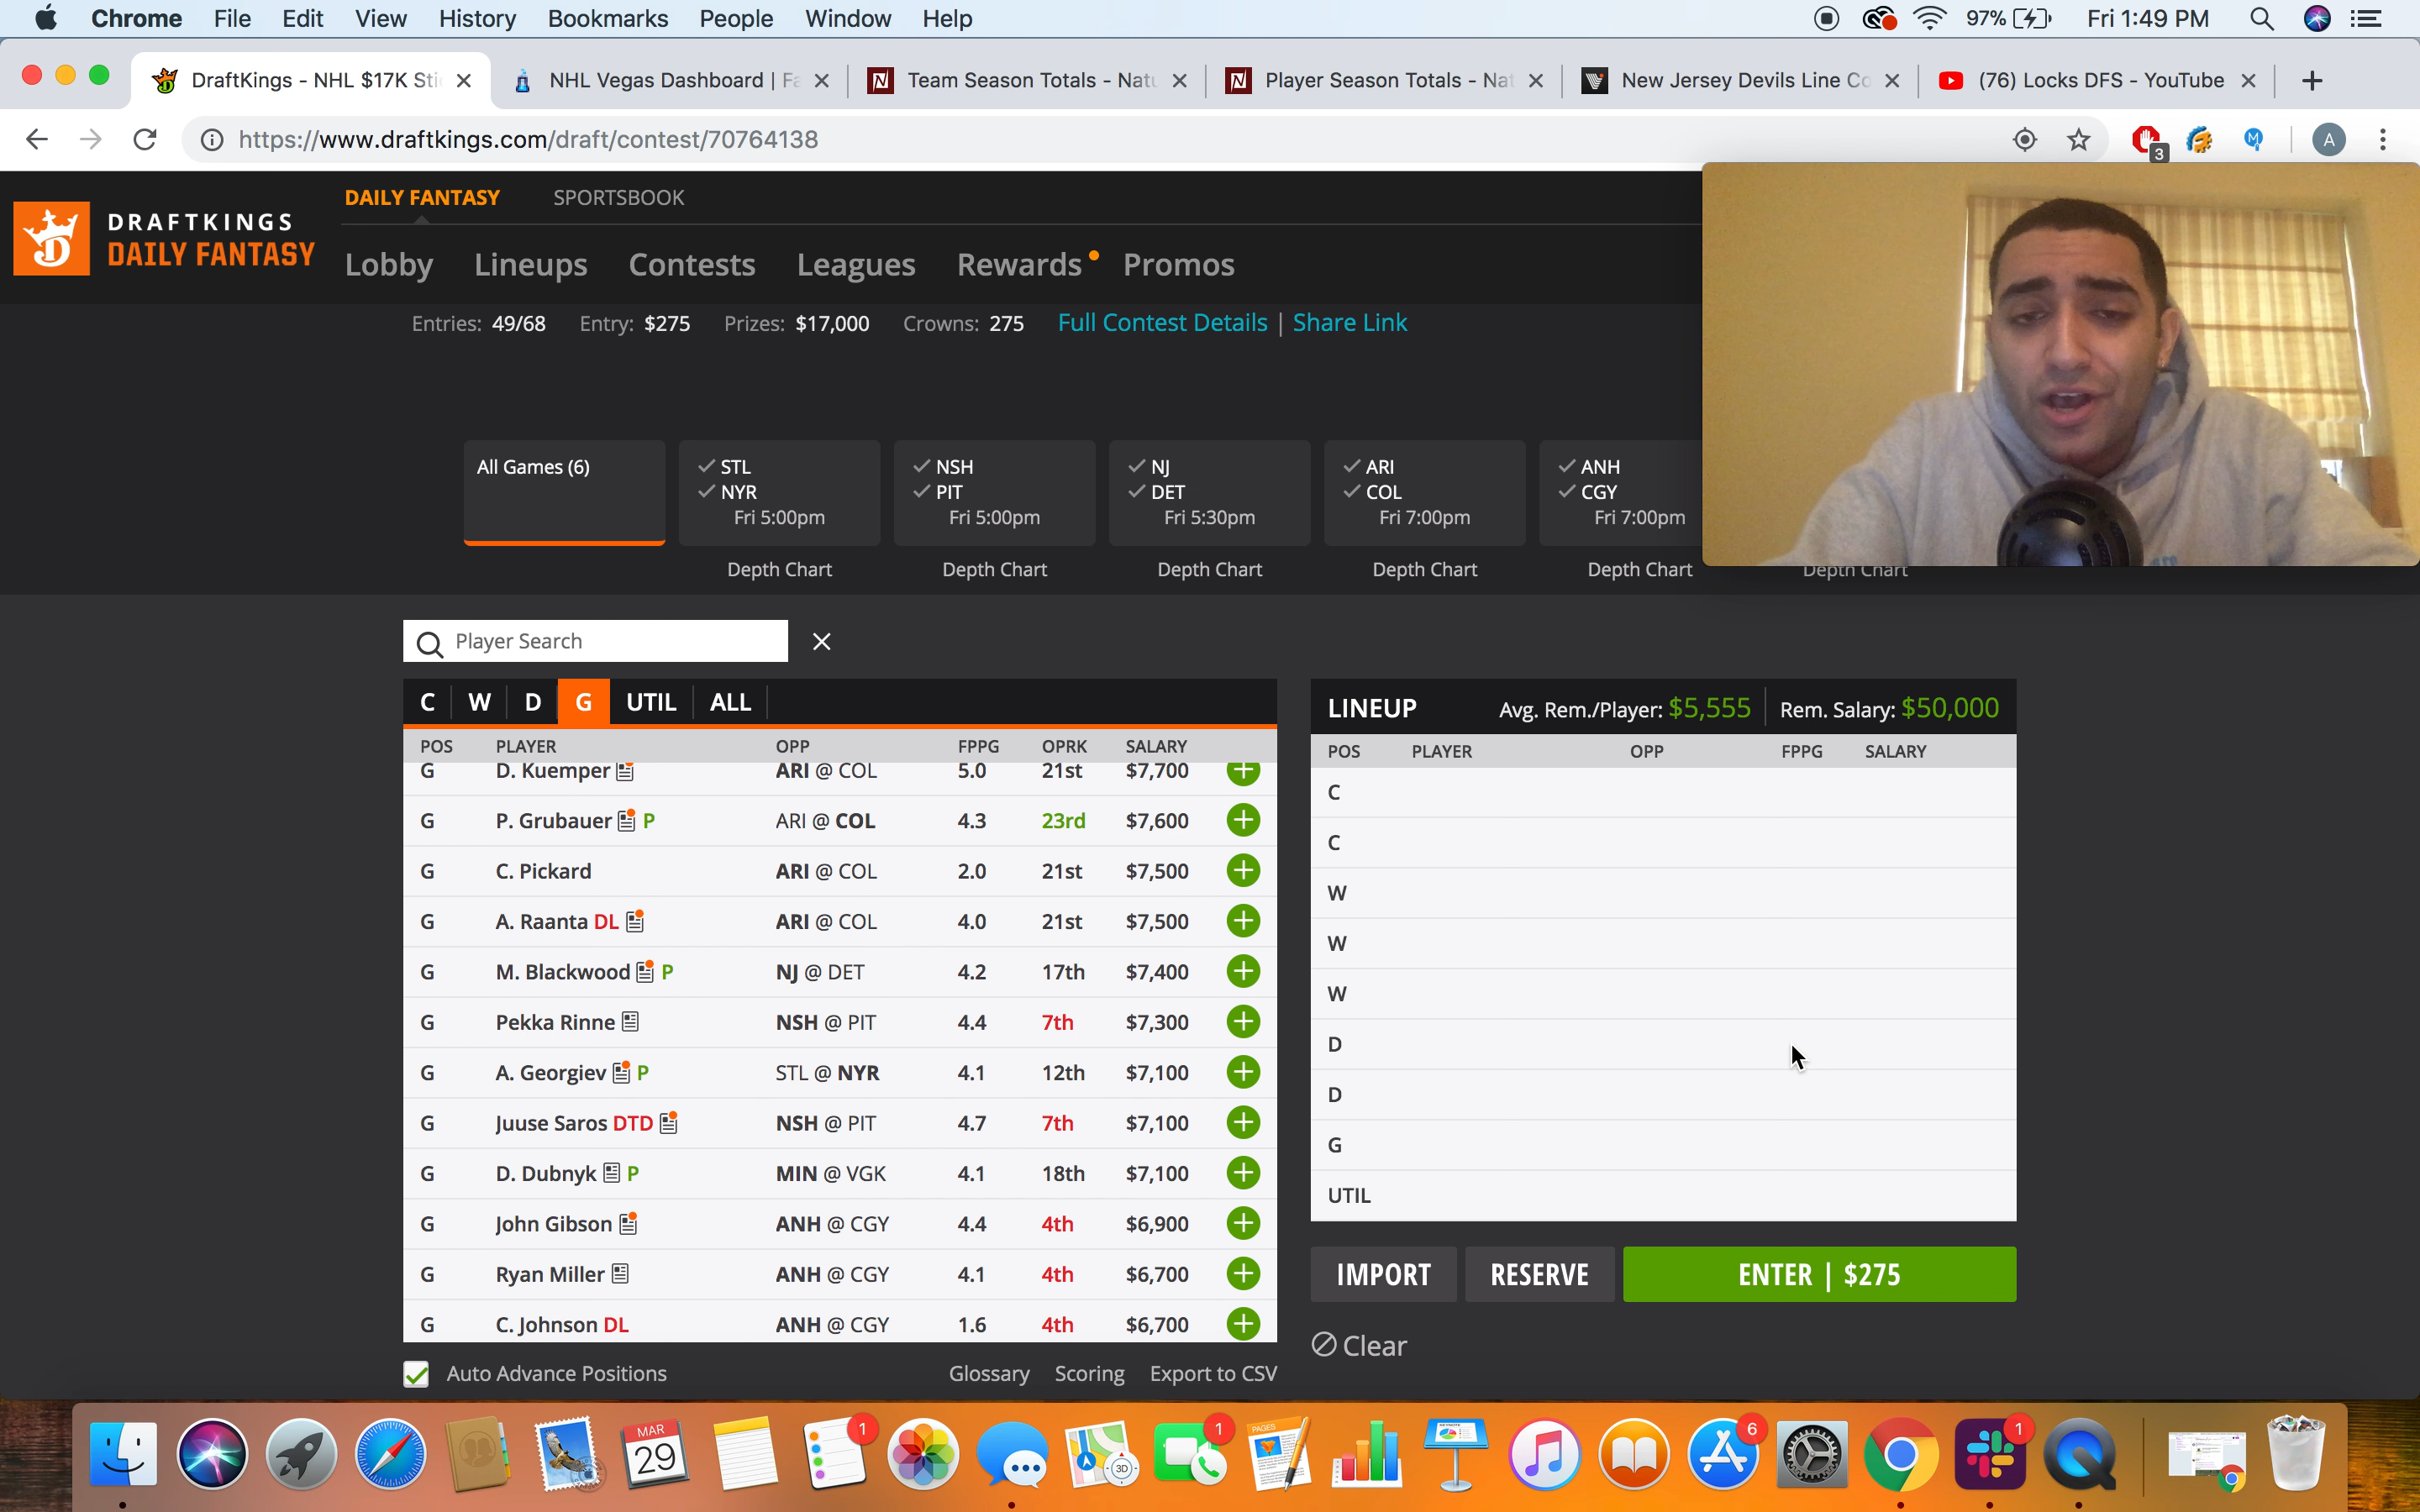 Chrome File Edit View History Bookmarks People Window Help 97% Fri 1:49 PM
DraftKings - NHL $17K Sti NHL Vegas Dashboard | Fa Team Season Totals - Natu Player Season Totals - Nat New Jersey Devils Line Co (76) Locks DFS - YouTube
https://www.draftkings.com/draft/contest/70764138 3 A
DAILY FANTASY SPORTSBOOK
DRAFTKINGS
DAILY FANTASY
Lobby Lineups Contests Leagues Rewards Promos
Entries: 49/68 Entry: $275 Prizes: $17,000 Crowns: 275 Full Contest Details | Share Link
All Games (6) STL NSH NJ ARI ANH
NYR PIT DET COL CGY
Fri 5:00pm Fri 5:00pm Fri 5:30pm Fri 7:00pm Fri 7:00pm
Depth Chart Depth Chart Depth Chart Depth Chart Depth Chart Depth Chart
Player Search
C W D G UTIL ALL
POS PLAYER OPP FPPG OPRK SALARY
G D. Kuemper ARI @ COL 5.0 21st $7,700
G P. Grubauer P ARI @ COL 4.3 23rd $7,600
G C. Pickard ARI @ COL 2.0 21st $7,500
G A. Raanta DL ARI @ COL 4.0 21st $7,500
G M. Blackwood P NJ @ DET 4.2 17th $7,400
G Pekka Rinne NSH @ PIT 4.4 7th $7,300
G A. Georgiev P STL @ NYR 4.1 12th $7,100
G Juuse Saros DTD NSH @ PIT 4.7 7th $7,100
G D. Dubnyk P MIN @ VGK 4.1 18th $7,100
G John Gibson ANH @ CGY 4.4 4th $6,900
G Ryan Miller ANH @ CGY 4.1 4th $6,700
G C. Johnson DL ANH @ CGY 1.6 4th $6,700
Auto Advance Positions Glossary Scoring Export to CSV
LINEUP Avg. Rem./Player: $5,555 Rem. Salary: $50,000
POS PLAYER OPP FPPG SALARY
C
C
W
W
W
D
D
G
UTIL
IMPORT RESERVE ENTER | $275
Clear
MAR
29
1
1
PAGES
3D
6
1